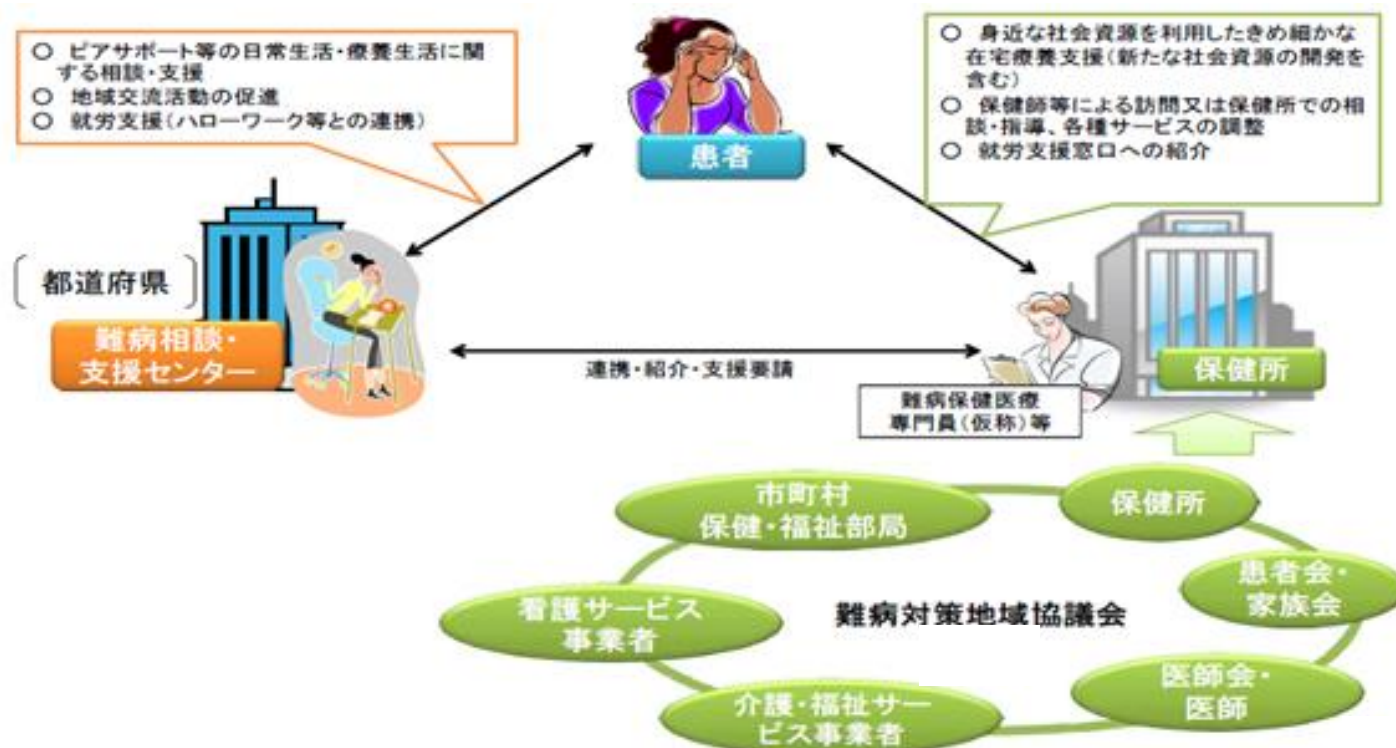 ○ ピアサポート等の日常生活・療養生活に関
する相談・支援
○ 地域交流活動の促進
○ 就労支援（ハローワーク等との連携）
○ 身近な社会資源を利用したきめ細かな
在宅療養支援（新たな社会資源の開発を
含む）
○ 保健師等による訪問又は保健所での相
談・指導、各種サービスの調整
○ 就労支援窓口への紹介
患者
〔都道府県〕
難病相談・
支援センター
連携・紹介・支援要請
保健所
難病保健医療
専門員（仮称）等
市町村
保健・福祉部局
保健所
患者会・
家族会
看護サービス
事業者
難病対策地域協議会
医師会・
医師
介護・福祉サー
ビス事業者